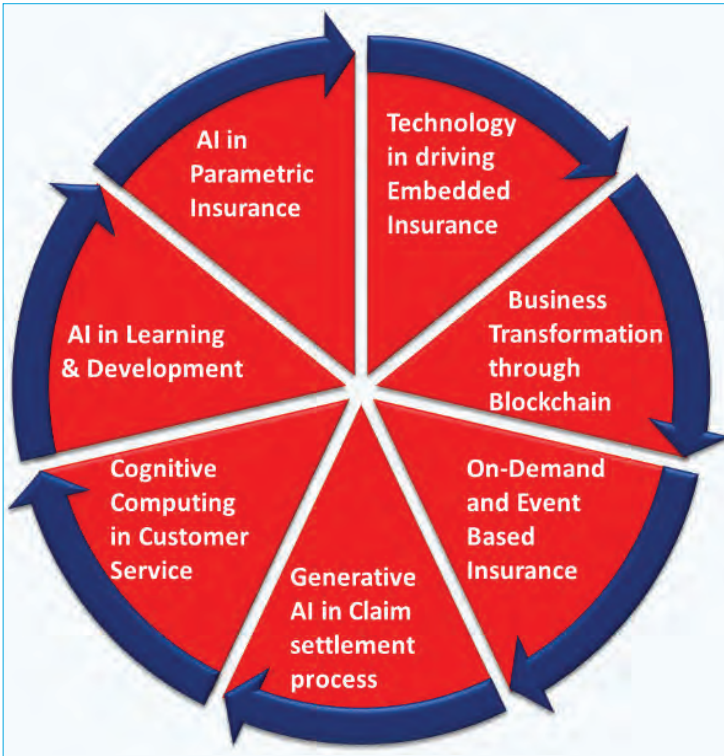 Technology
in driving
Embedded
Insurance
Business
Transformation
through
Blockchain
On-Demand
and Event
Based
Insurance
Generative
AI in Claim
settlement
process
Cognitive
Computing
in Customer
Service
AI in Learning
& Development
AI in
Parametric
Insurance